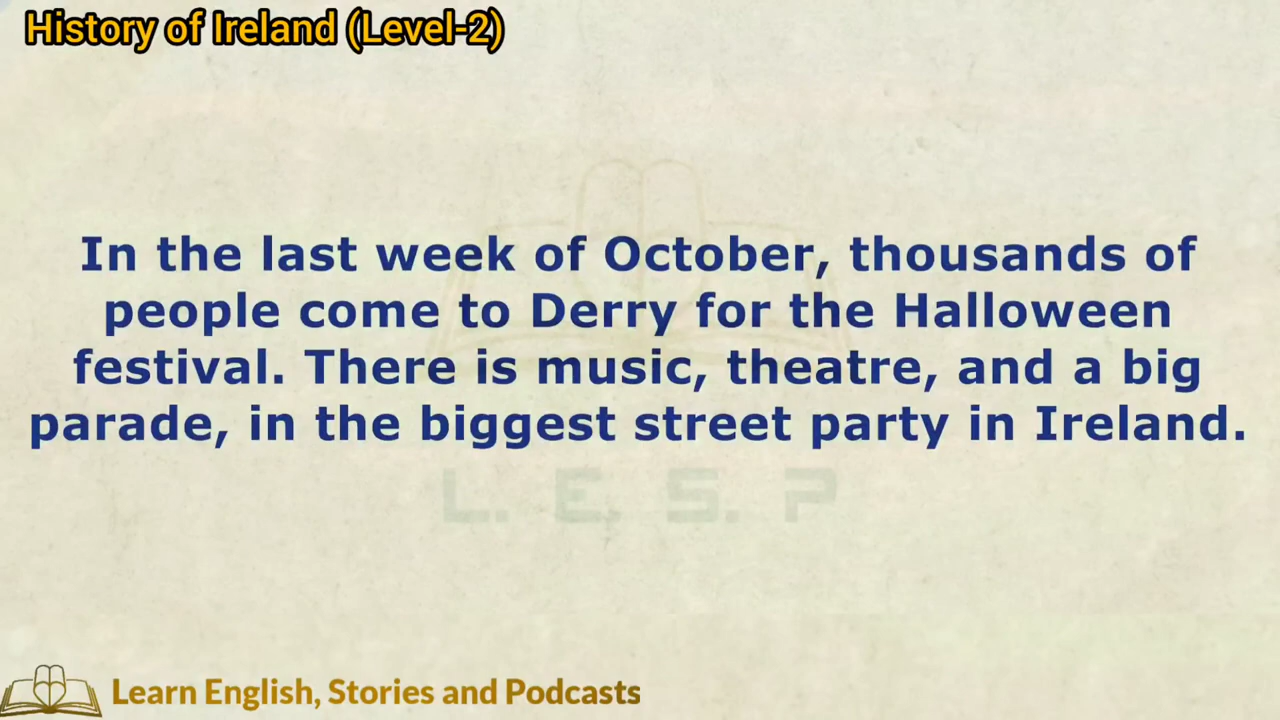 History of Ireland (Level-2)
In the last week of October, thousands of
people come to Derry for the Halloween
festival. There is music, theatre, and a big
parade, in the biggest street party in Ireland.
L. E. S. P
Learn English, Stories and Podcasts